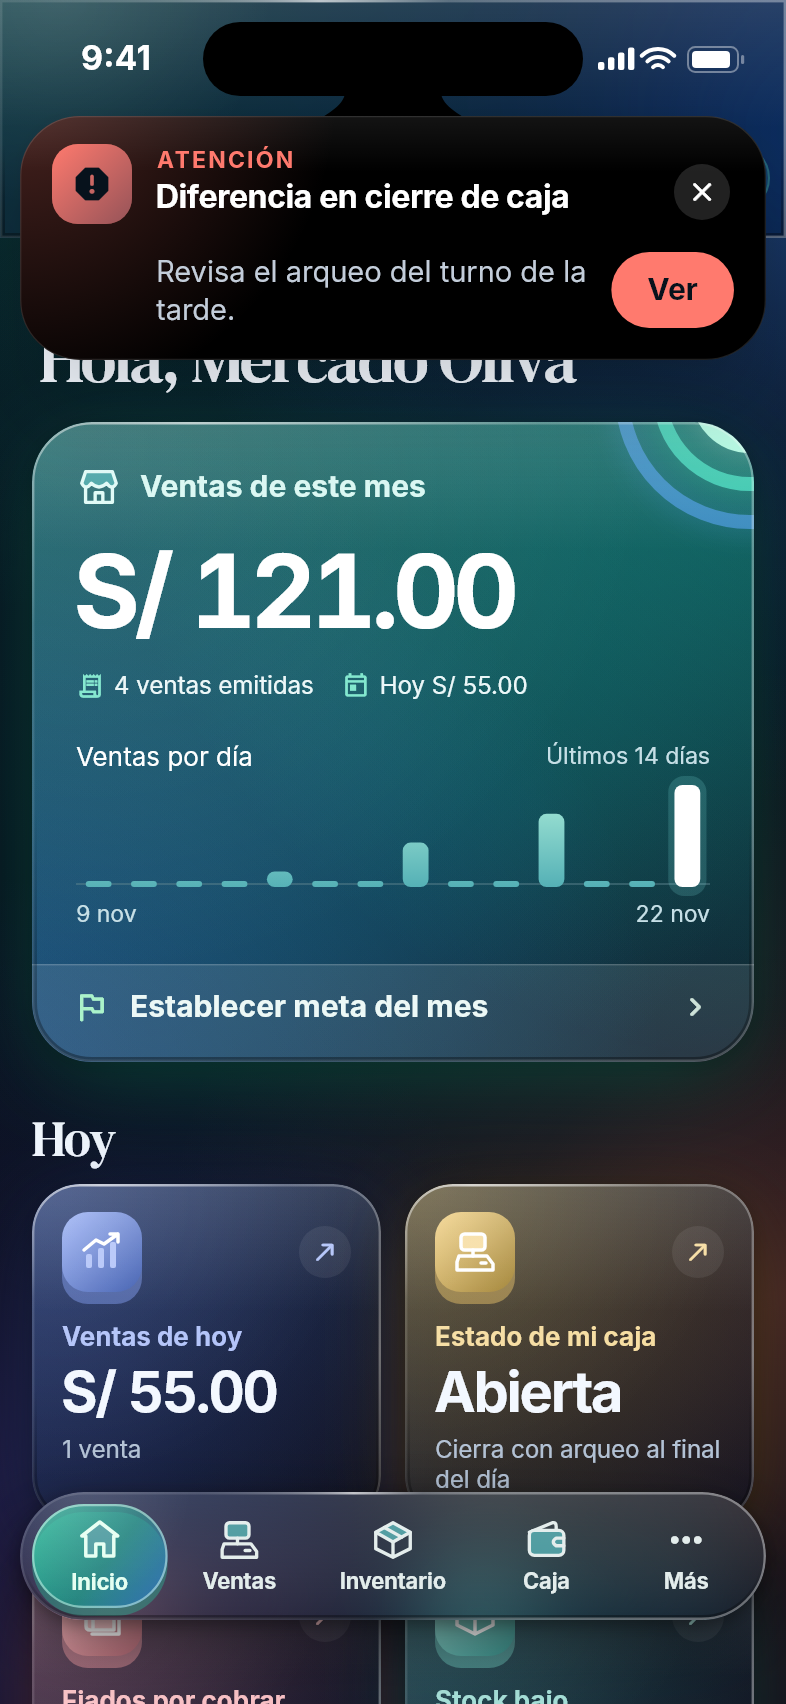 9:41
ATENCIÓN
Diferencia en cierre de caja
Revisa el arqueo del turno de la
tarde.
Ver
Hola, Mercado Oliva
Ventas de este mes
S/ 121.00
4 ventas emitidas
Hoy S/ 55.00
Ventas por día
Últimos 14 días
9 nov
22 nov
Establecer meta del mes
Hoy
Ventas de hoy
S/ 55.00
1 venta
Estado de mi caja
Abierta
Cierra con arqueo al final
del día
Inicio
Ventas
Inventario
Caja
Más
Fiados por cobrar
Stock bajo